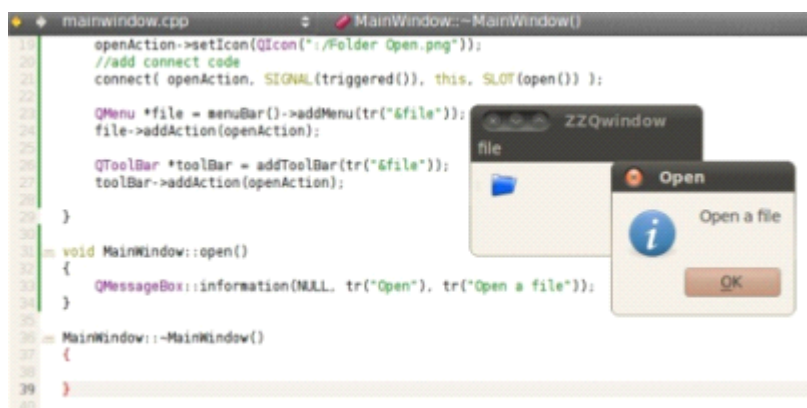 mainwindow.cpp MainWindow::~MainWindow()
19 openAction->setIcon(QIcon(":/Folder Open.png"));
20 //add connect code
21 connect( openAction, SIGNAL(triggered()), this, SLOT(open()) );
22
23 QMenu *file = menuBar()->addMenu(tr("&file"));
24 file->addAction(openAction);
25
26 QToolBar *toolBar = addToolBar(tr("&file"));
27 toolBar->addAction(openAction);
28
29 }
30
31 void MainWindow::open()
32 {
33 QMessageBox::information(NULL, tr("Open"), tr("Open a file"));
34 }
35
36 MainWindow::~MainWindow()
37 {
38
39 }
40
ZZQwindow
file
Open
Open a file
OK